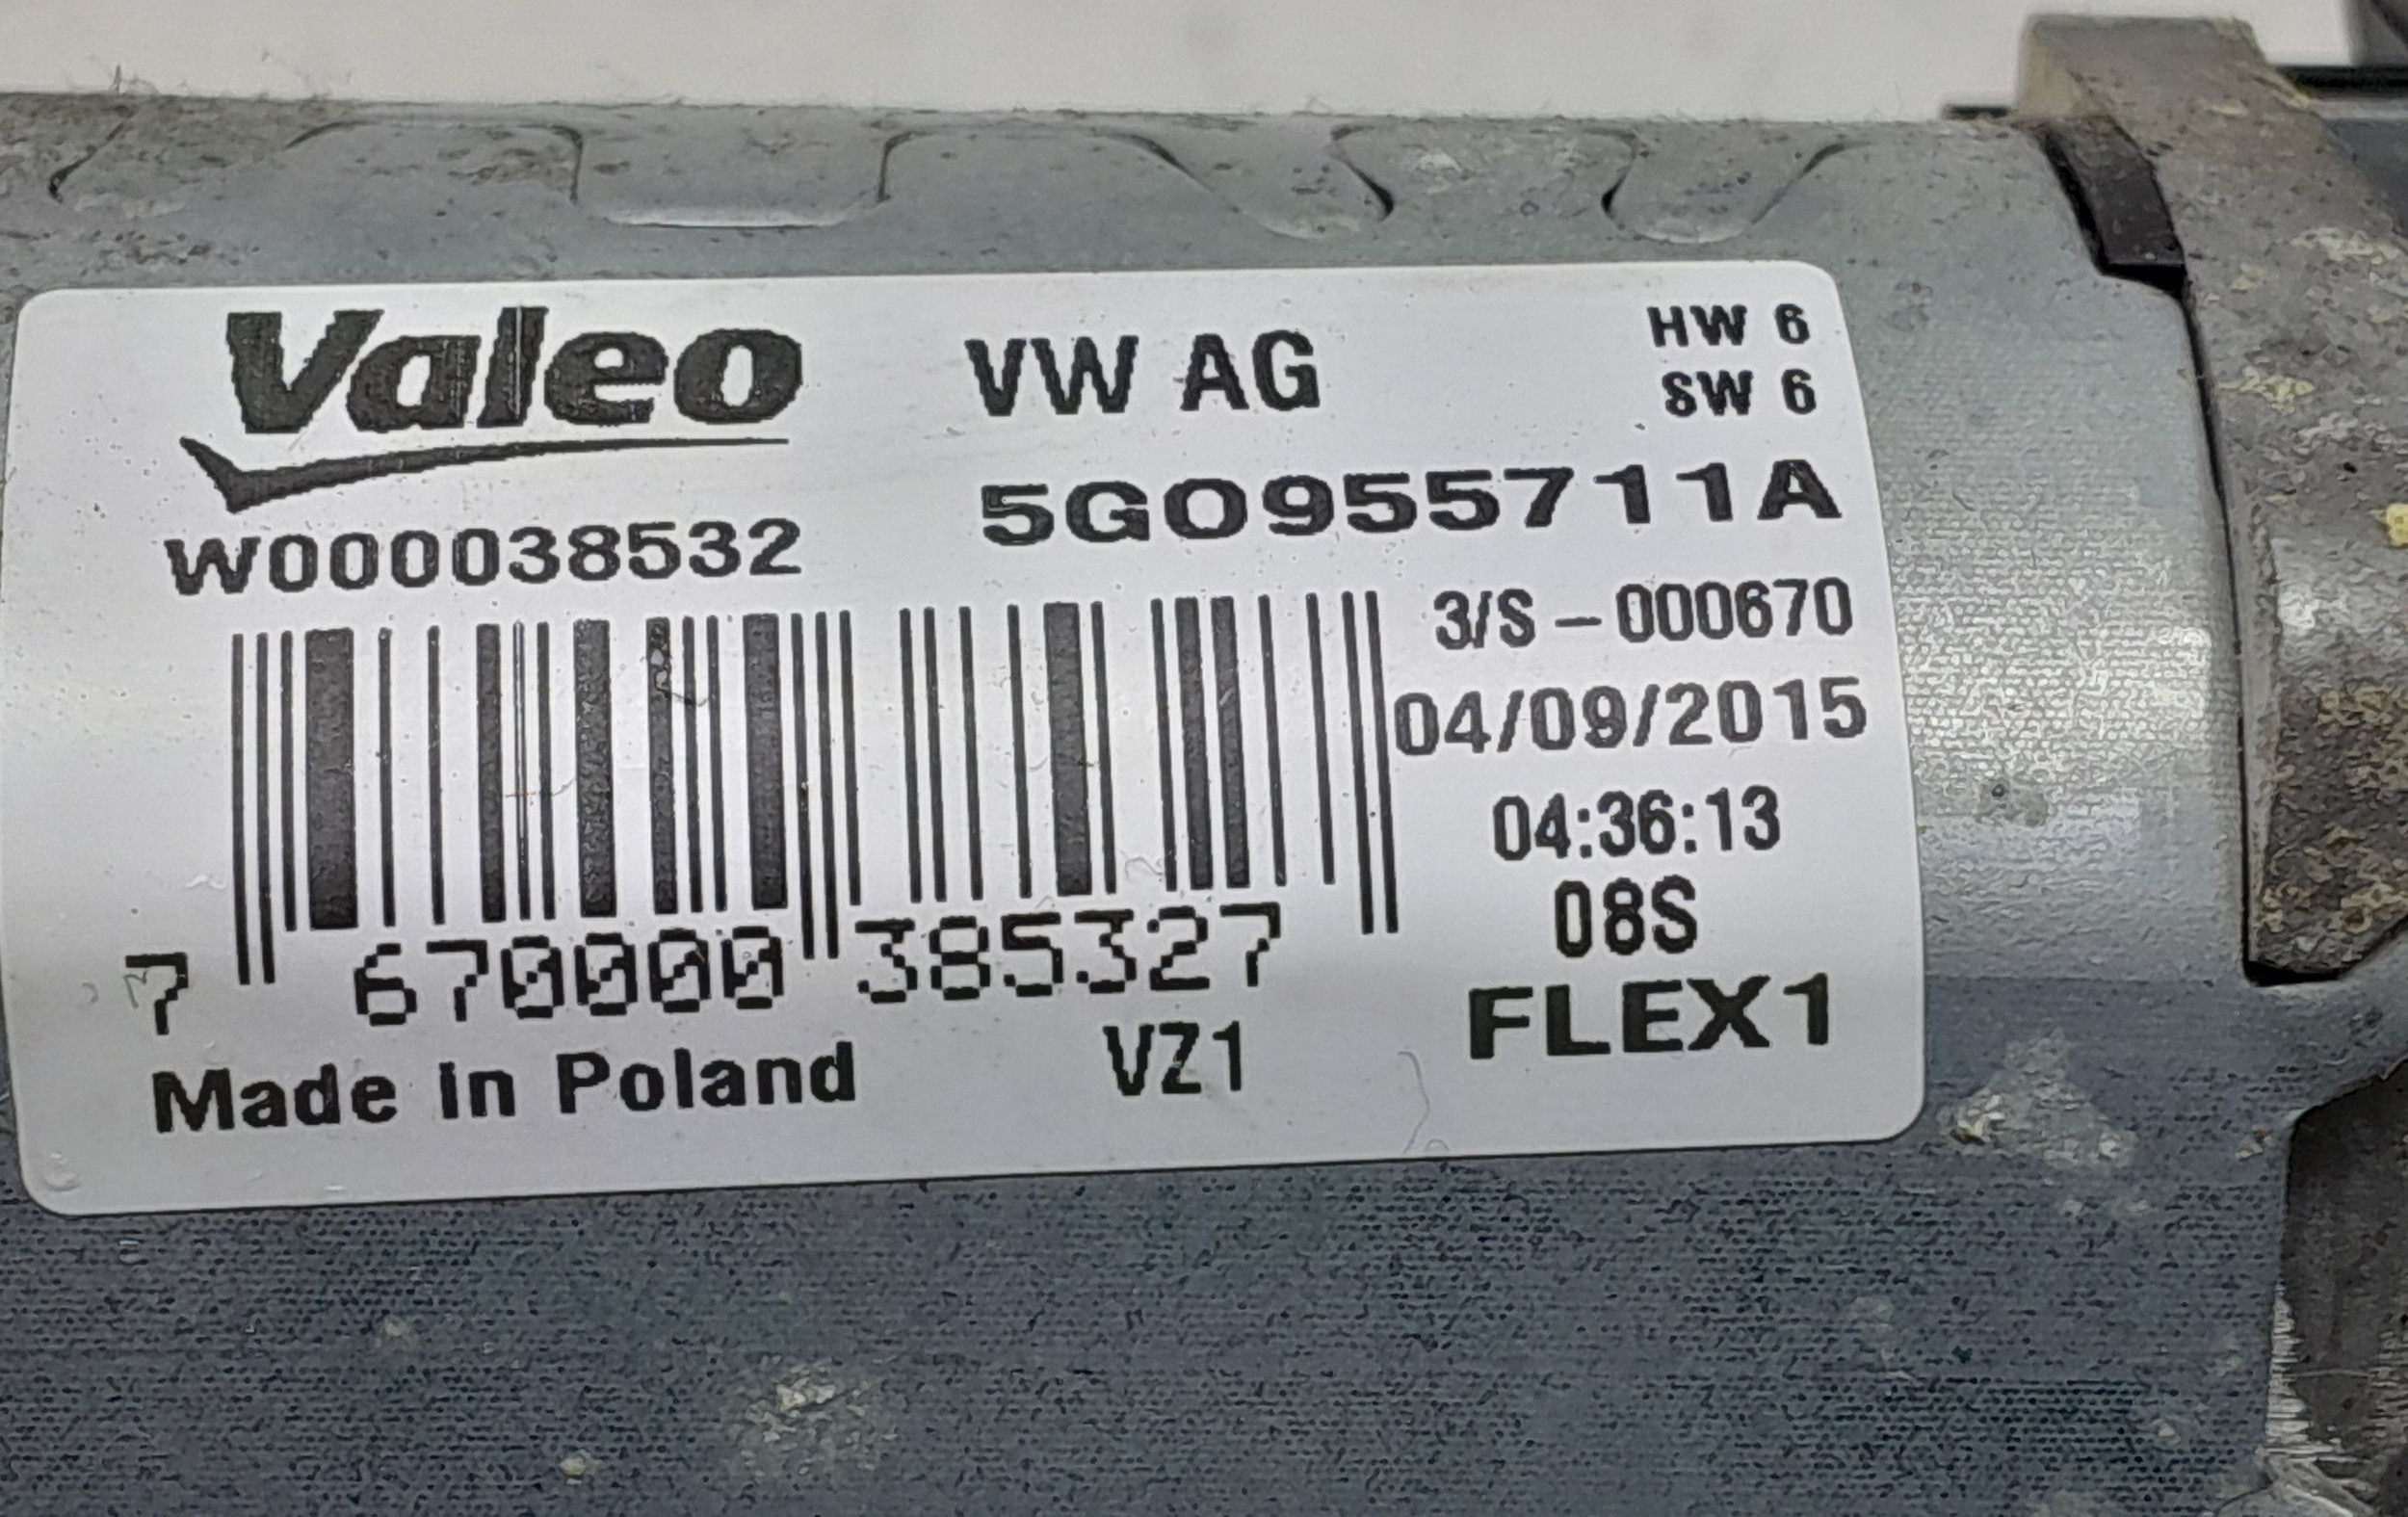 Valeo
VW AG
HW 6
SW 6
W000038532
5G0955711A
3/S – 000670
04/09/2015
04:36:13
08S
FLEX1
7 670000 385327
Made in Poland
VZ1